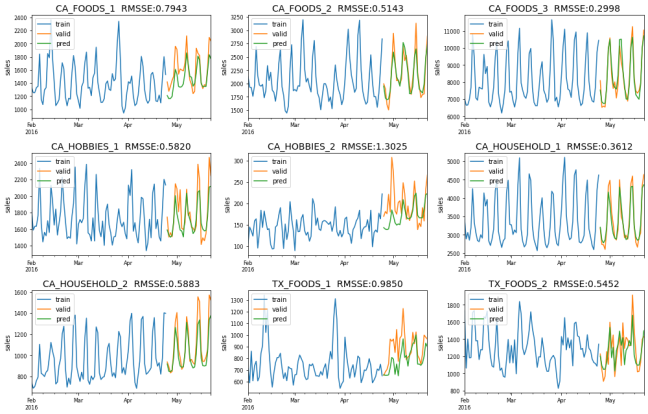 CA_FOODS_1 RMSSE:0.7943
2400
2200
2000
1800
1600
1400
1200
1000
sales
train
valid
pred
Feb
2016
Mar
Apr
May
CA_FOODS_2 RMSSE:0.5143
3250
3000
2750
2500
2250
2000
1750
1500
sales
train
valid
pred
Feb
2016
Mar
Apr
May
CA_FOODS_3 RMSSE:0.2998
11000
10000
9000
8000
7000
6000
sales
train
valid
pred
Feb
2016
Mar
Apr
May
CA_HOBBIES_1 RMSSE:0.5820
2400
2200
2000
1800
1600
1400
sales
train
valid
pred
Feb
2016
Mar
Apr
May
CA_HOBBIES_2 RMSSE:1.3025
300
250
200
150
100
sales
train
valid
pred
Feb
2016
Mar
Apr
May
CA_HOUSEHOLD_1 RMSSE:0.3612
5000
4500
4000
3500
3000
2500
sales
train
valid
pred
Feb
2016
Mar
Apr
May
CA_HOUSEHOLD_2 RMSSE:0.5883
1600
1400
1200
1000
800
sales
train
valid
pred
Feb
2016
Mar
Apr
May
TX_FOODS_1 RMSSE:0.9850
1300
1200
1100
1000
900
800
700
600
sales
train
valid
pred
Feb
2016
Mar
Apr
May
TX_FOODS_2 RMSSE:0.5452
1800
1600
1400
1200
1000
800
sales
train
valid
pred
Feb
2016
Mar
Apr
May